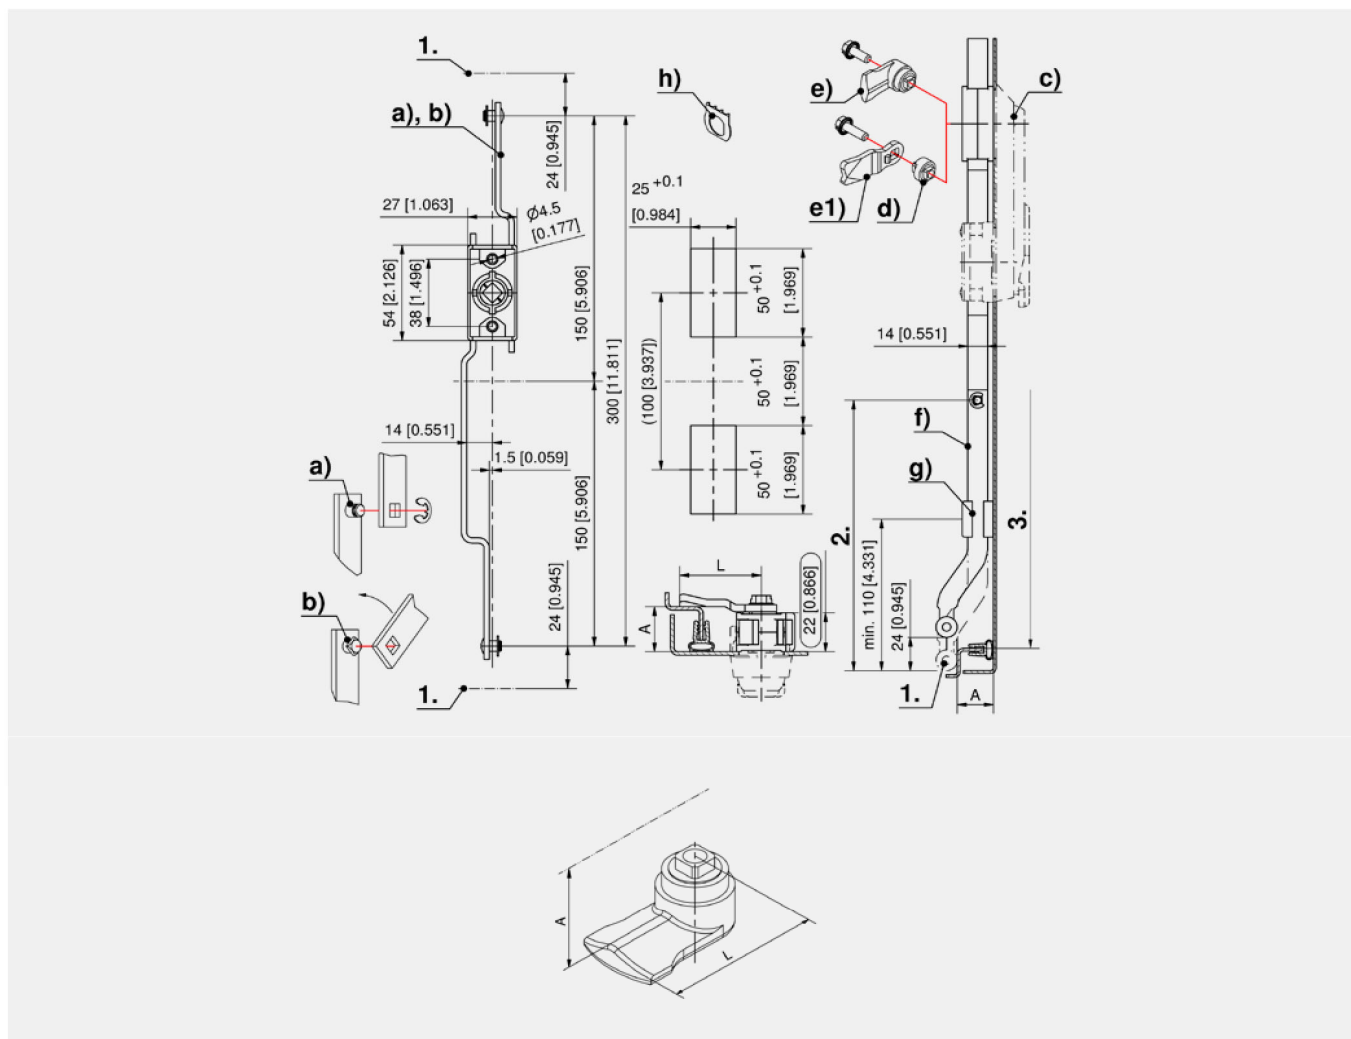 1.
a), b)
24 [0.945]
27 [1.063]
Ø4.5
[0.177]
54 [2.126]
38 [1.496]
150 [5.906]
300 [11.811]
14 [0.551]
1.5 [0.059]
150 [5.906]
24 [0.945]
1.
a)
b)
h)
25 +0.1
[0.984]
50 +0.1
[1.969]
(100 [3.937])
50 +0.1
[1.969]
50 +0.1
[1.969]
L
A
22 [0.866]
e)
e1)
d)
c)
14 [0.551]
f)
g)
2.
3.
min. 110 [4.331]
24 [0.945]
1.
A
A
L